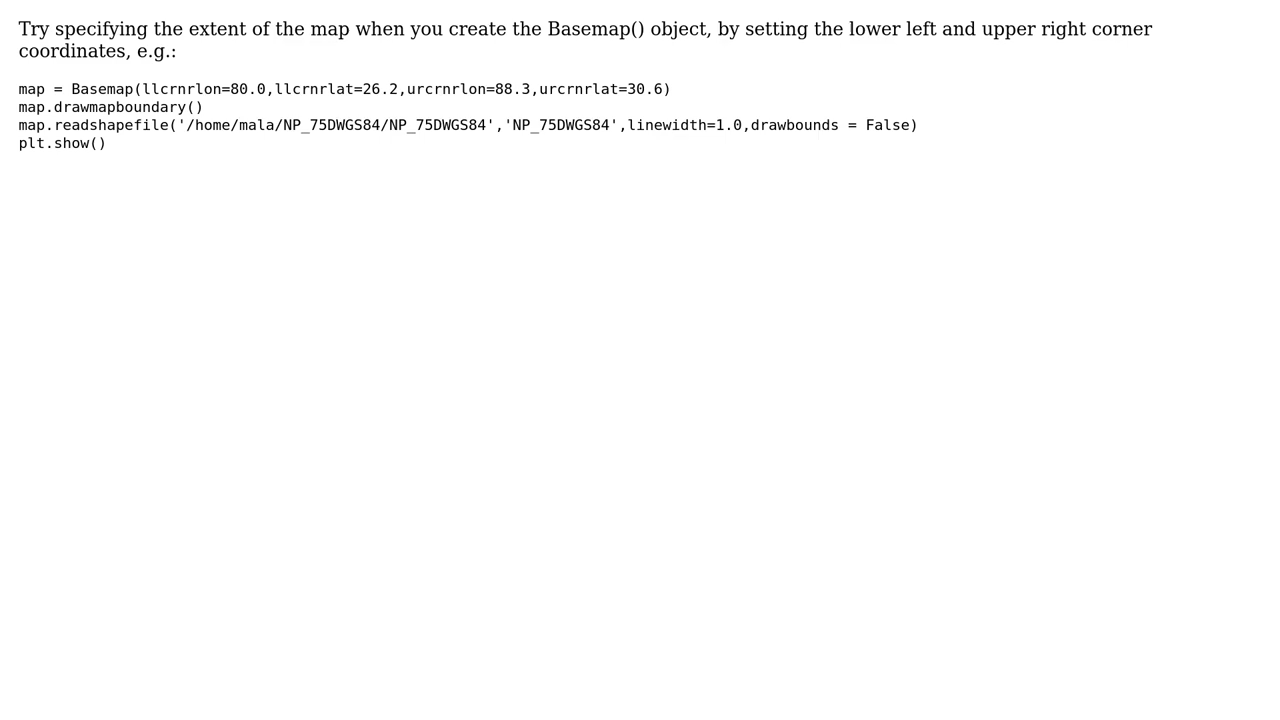 Try specifying the extent of the map when you create the Basemap() object, by setting the lower left and upper right corner
coordinates, e.g.:
map = Basemap(llcrnrlon=80.0,llcrnrlat=26.2,urcrnrlon=88.3,urcrnrlat=30.6)
map.drawmapboundary()
map.readshapefile('/home/mala/NP_75DWGS84/NP_75DWGS84','NP_75DWGS84',linewidth=1.0,drawbounds = False)
plt.show()